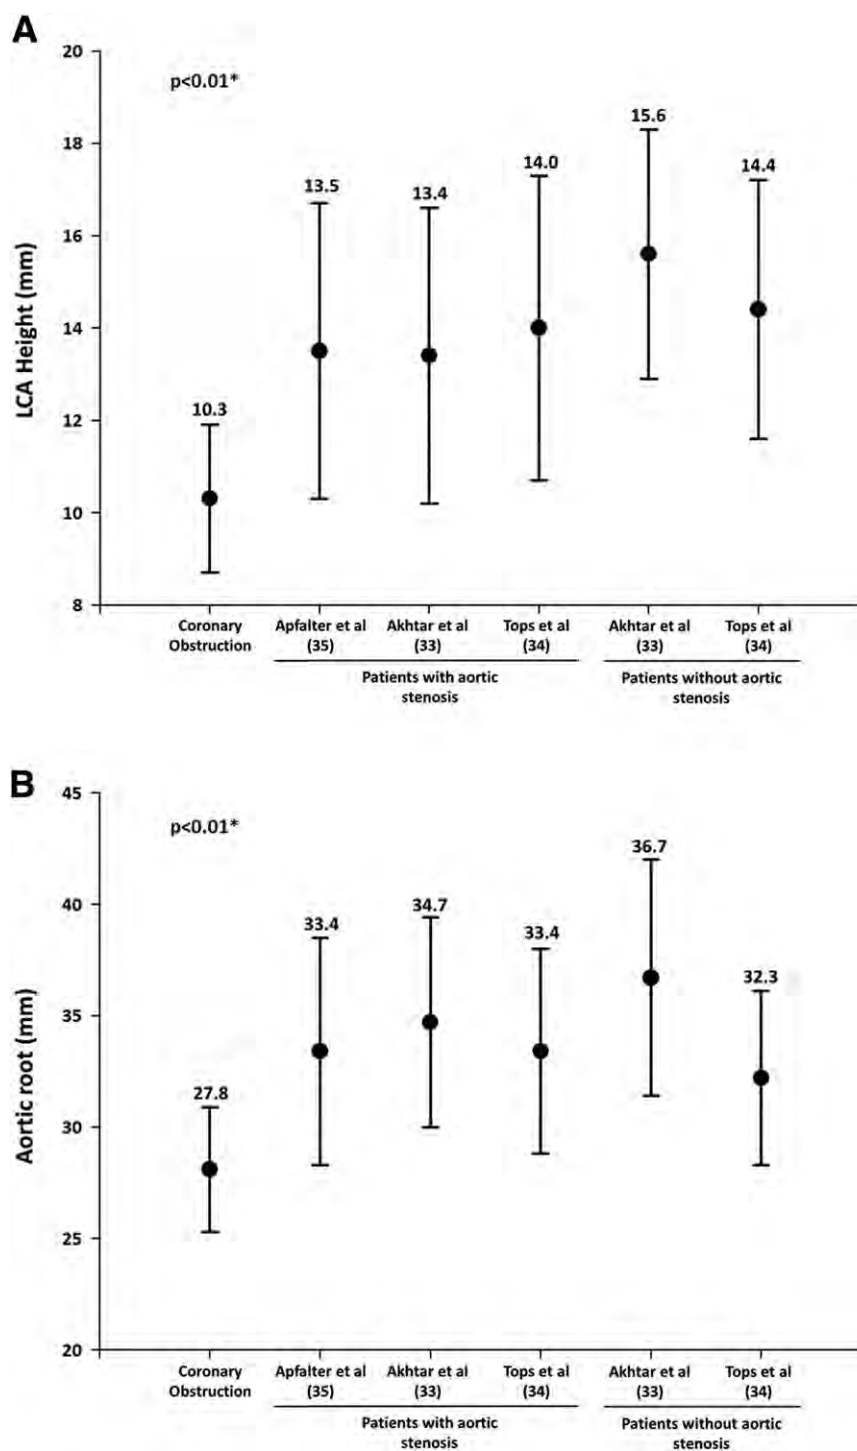 A
20
18
16
14
12
10
8
LCA Height (mm)
p<0.01*
10.3
13.5
13.4
14.0
15.6
14.4
Coronary
Obstruction
Apfalter et al
(35)
Akhtar et al
(33)
Tops et al
(34)
Akhtar et al
(33)
Tops et al
(34)
Patients with aortic
stenosis
Patients without aortic
stenosis
B
45
40
35
30
25
20
Aortic root (mm)
p<0.01*
27.8
33.4
34.7
33.4
36.7
32.3
Coronary
Obstruction
Apfalter et al
(35)
Akhtar et al
(33)
Tops et al
(34)
Akhtar et al
(33)
Tops et al
(34)
Patients with aortic
stenosis
Patients without aortic
stenosis